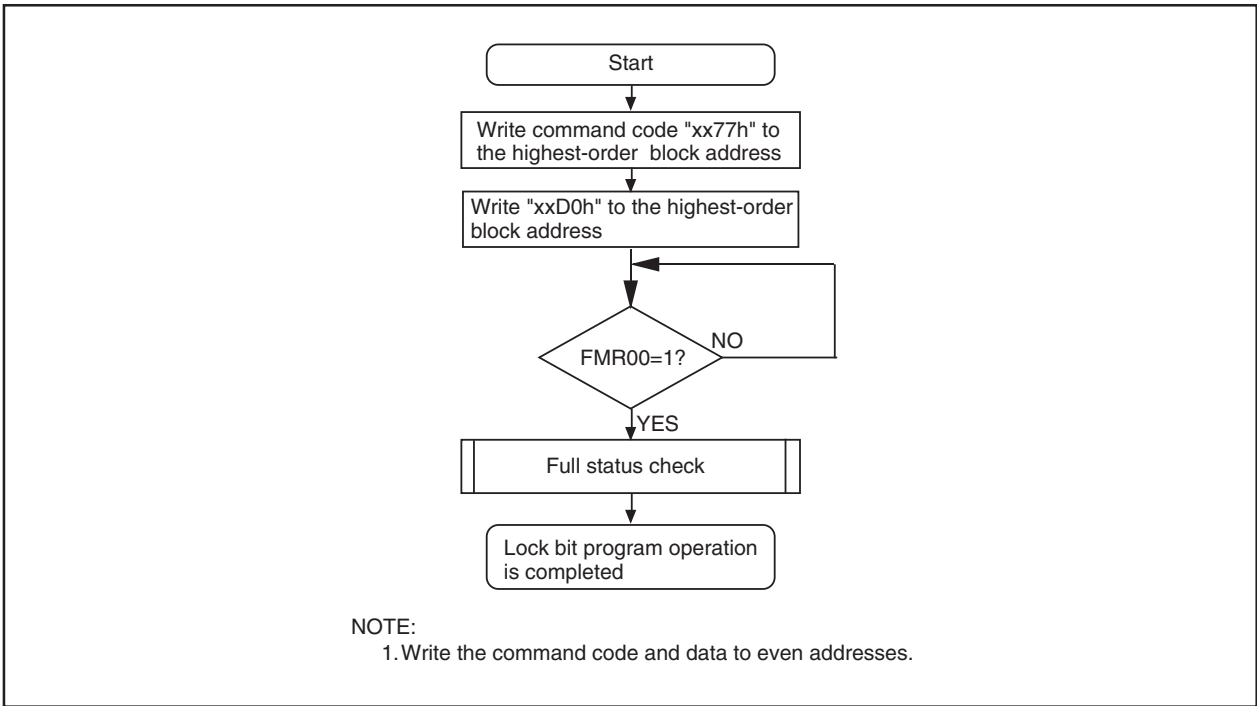 Start
Write command code "xx77h" to
the highest-order block address
Write "xxD0h" to the highest-order
block address
NO
FMR00=1?
YES
Full status check
Lock bit program operation
is completed
NOTE:
1. Write the command code and data to even addresses.